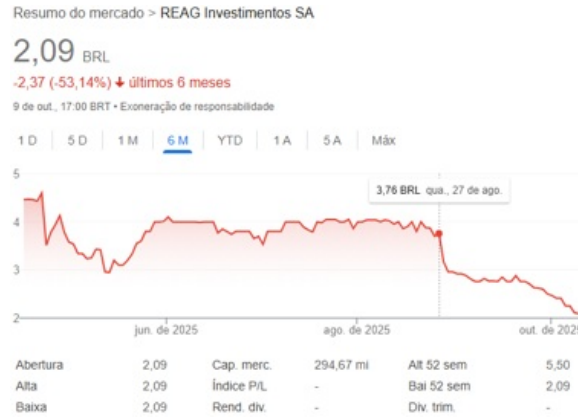 Resumo do mercado > REAG Investimentos SA
2,09 BRL
-2,37 (-53,14%) ↓ últimos 6 meses
9 de out., 17:00 BRT • Exoneração de responsabilidade
1 D 5 D 1 M 6 M YTD 1 A 5 A Máx
5
3,76 BRL qua., 27 de ago.
4
3
2
jun. de 2025 ago. de 2025 out. de 2025
Abertura 2,09 Cap. merc. 294,67 mi Alt 52 sem 5,50
Alta 2,09 Índice P/L - Bai 52 sem 2,09
Baixa 2,09 Rend. div. - Div. trim. -